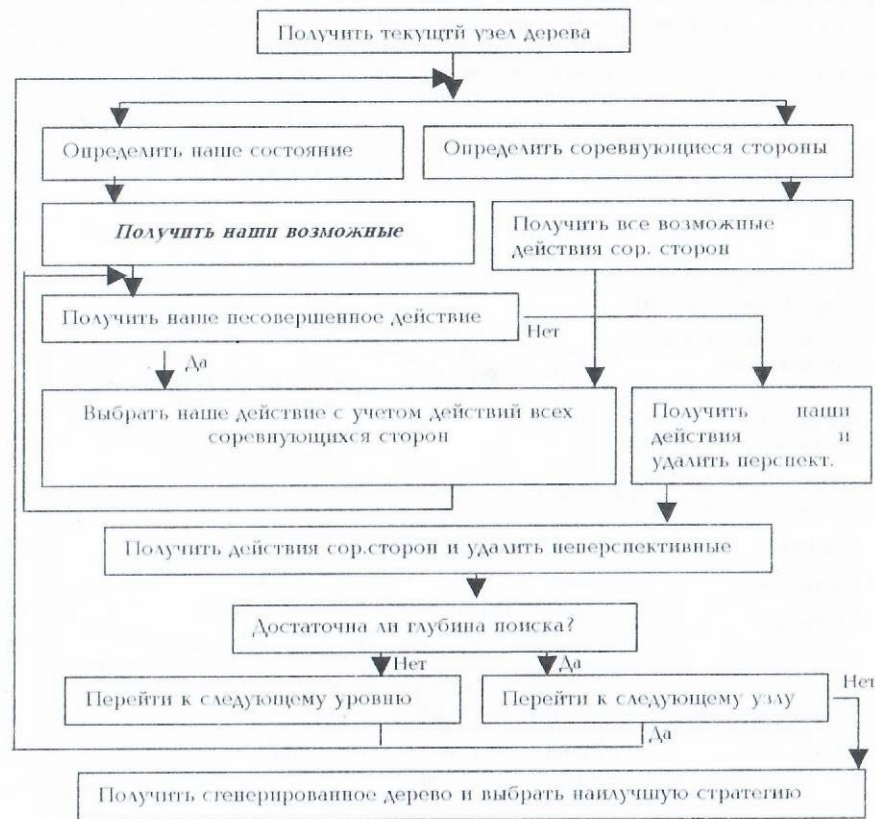 Получить текущтй узел дерева
Определить наше состояние
Определить соревнующиеся стороны
Получить наши возможные
Получить все возможные
действия сор. сторон
Получить наше несовершенное действие
Нет
Да
Выбрать наше действие с учетом действий всех
соревнующихся сторон
Получить наши
действия и
удалить перспект.
Получить действия сор.сторон и удалить неперспективные
Достаточна ли глубина поиска?
Нет
Да
Перейти к следующему уровню
Перейти к следующему узлу
Нет
Да
Получить сгенерированное дерево и выбрать наилучшую стратегию